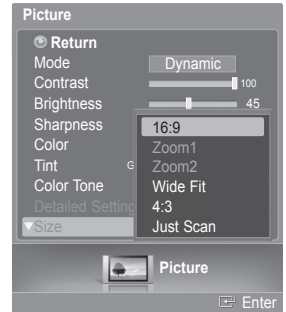 Picture
Return
Mode Dynamic
Contrast 100
Brightness 45
Sharpness
Color
Tint G
Color Tone
Detailed Setting
Size
16:9
Zoom1
Zoom2
Wide Fit
4:3
Just Scan
Picture
Enter